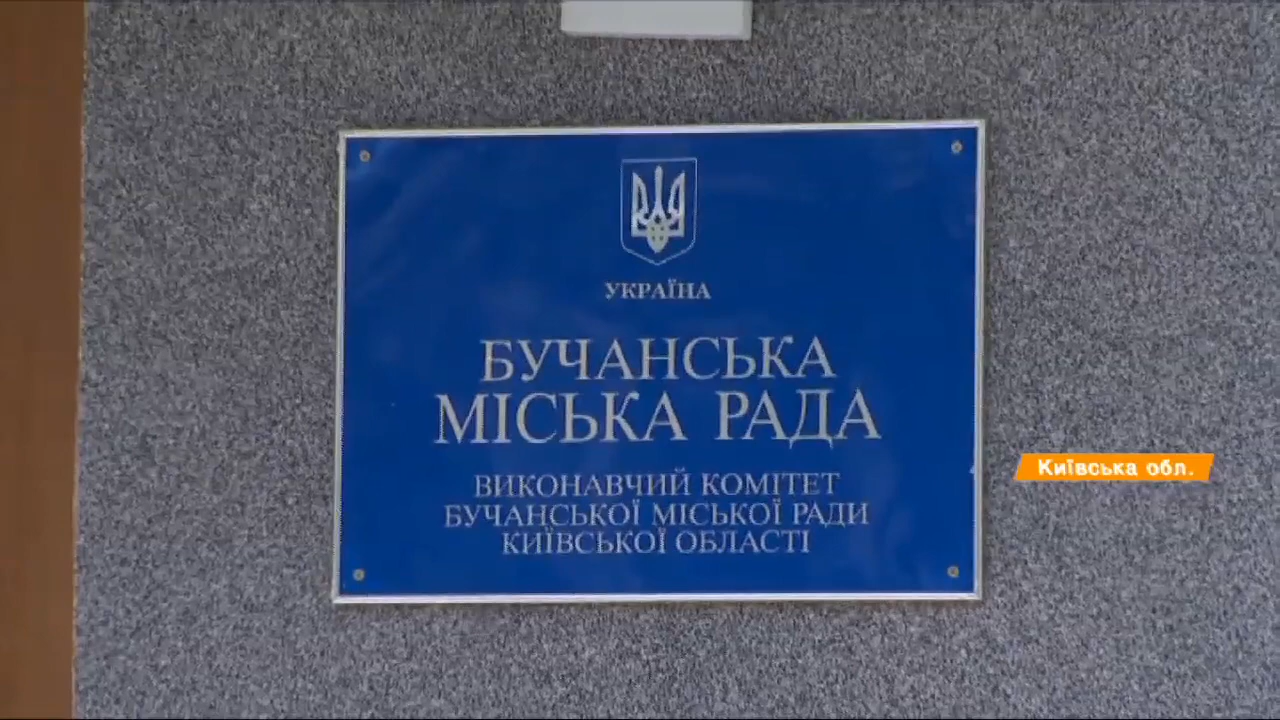 УКРАЇНА
БУЧАНСЬКА
МІСЬКА РАДА
ВИКОНАВЧИЙ КОМІТЕТ
БУЧАНСЬКОЇ МІСЬКОЇ РАДИ
КИЇВСЬКОЇ ОБЛАСТІ
Київська обл.